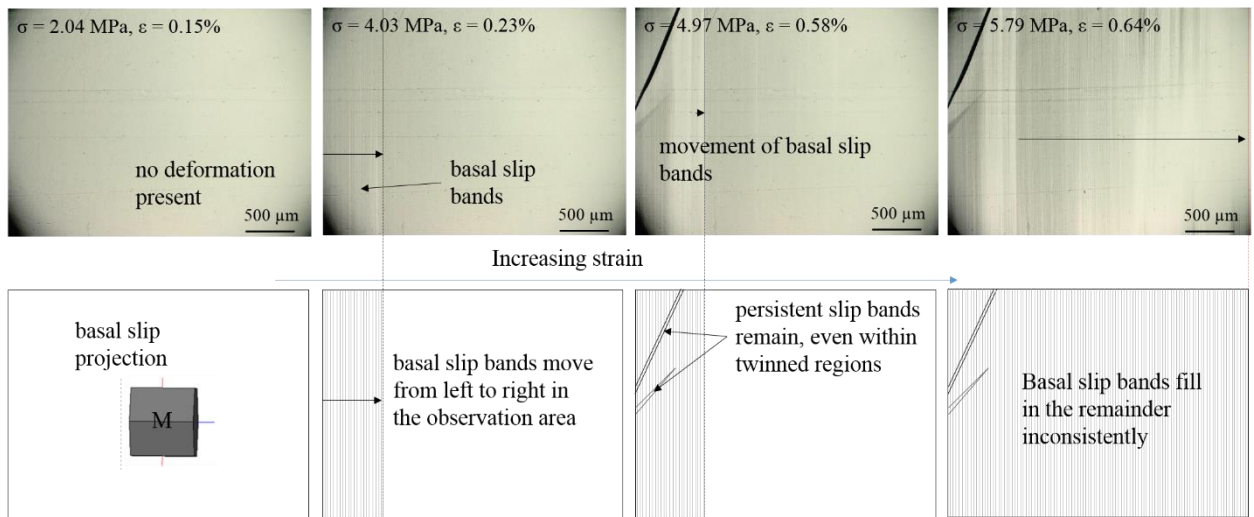 σ = 2.04 MPa, ε = 0.15%
no deformation
present
500 µm
σ = 4.03 MPa, ε = 0.23%
basal slip
bands
500 µm
σ = 4.97 MPa, ε = 0.58%
movement of basal slip
bands
500 µm
σ = 5.79 MPa, ε = 0.64%
500 µm
Increasing strain
basal slip
projection
M
basal slip bands move
from left to right in
the observation area
persistent slip bands
remain, even within
twinned regions
Basal slip bands fill
in the remainder
inconsistently